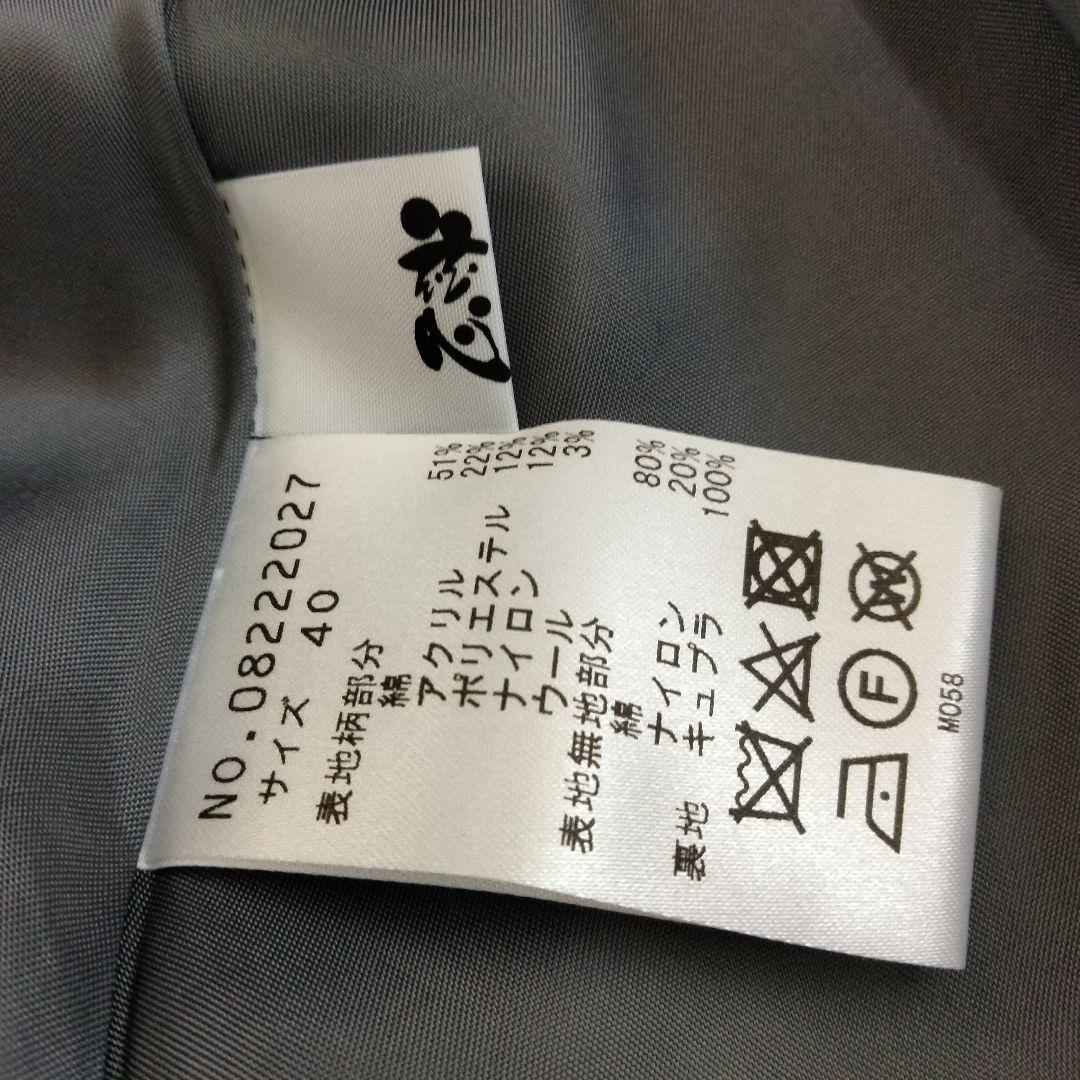 NO.08222027
サイズ 40
表地柄部分
綿 51%
アクリル 22%
ポリエステル 12%
ナイロン 12%
ウール 3%
表地無地部分
綿 80%
ナイロン 20%
裏地 キュプラ 100%
W
F
M058